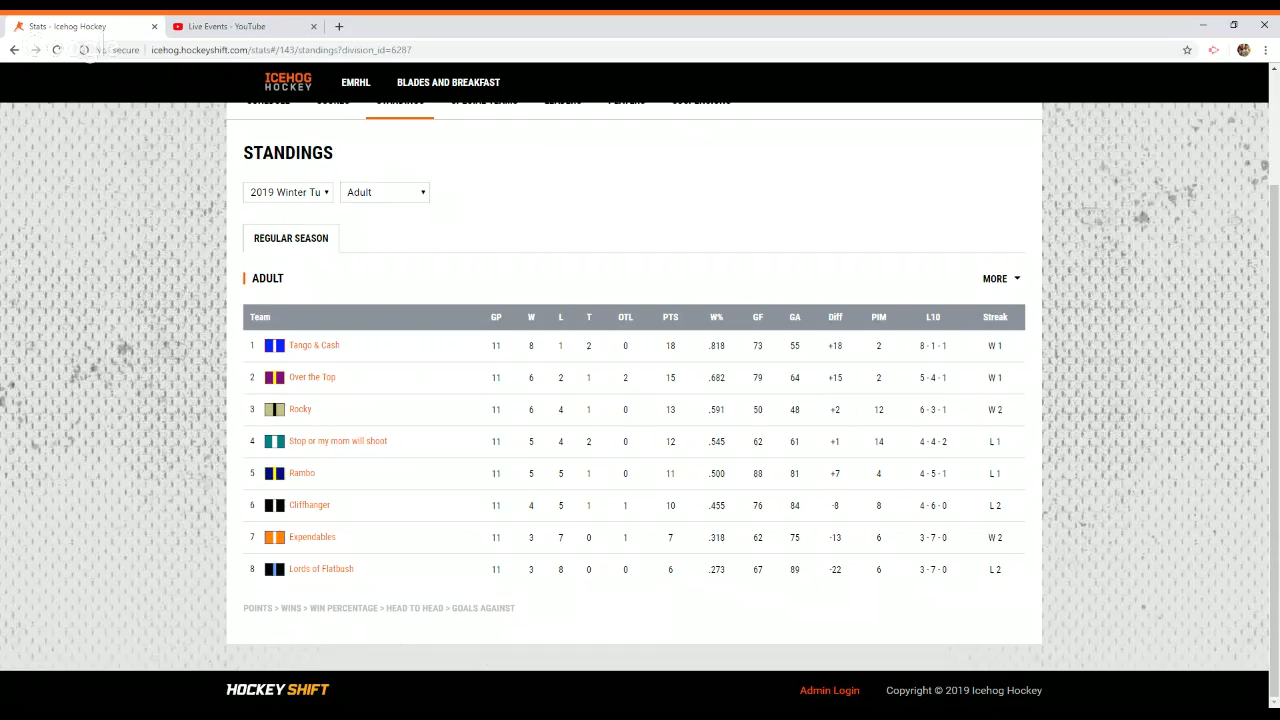 Stats - Icehog Hockey Live Events - YouTube
Not secure icehog.hockeyshift.com/stats#/143/standings?division_id=6287
ICEHOG HOCKEY EMRHL BLADES AND BREAKFAST
SCHEDULE SCORES STANDINGS SPECIAL TEAMS LEADERS PLAYERS SUSPENSIONS
STANDINGS
2019 Winter Tu Adult
REGULAR SEASON
ADULT MORE
Team GP W L T OTL PTS W% GF GA Diff PIM L10 Streak
1 Tango & Cash 11 8 1 2 0 18 .818 73 55 +18 2 8 - 1 - 1 W 1
2 Over the Top 11 6 2 1 2 15 .682 79 64 +15 2 5 - 4 - 1 W 1
3 Rocky 11 6 4 1 0 13 .591 50 48 +2 12 6 - 3 - 1 W 2
4 Stop or my mom will shoot 11 5 4 2 0 12 .545 62 61 +1 14 4 - 4 - 2 L 1
5 Rambo 11 5 5 1 0 11 .500 88 81 +7 4 4 - 5 - 1 L 1
6 Cliffhanger 11 4 5 1 1 10 .455 76 84 -8 8 4 - 6 - 0 L 2
7 Expendables 11 3 7 0 1 7 .318 62 75 -13 6 3 - 7 - 0 W 2
8 Lords of Flatbush 11 3 8 0 0 6 .273 67 89 -22 6 3 - 7 - 0 L 2
POINTS > WINS > WIN PERCENTAGE > HEAD TO HEAD > GOALS AGAINST
HOCKEY SHIFT Admin Login Copyright © 2019 Icehog Hockey